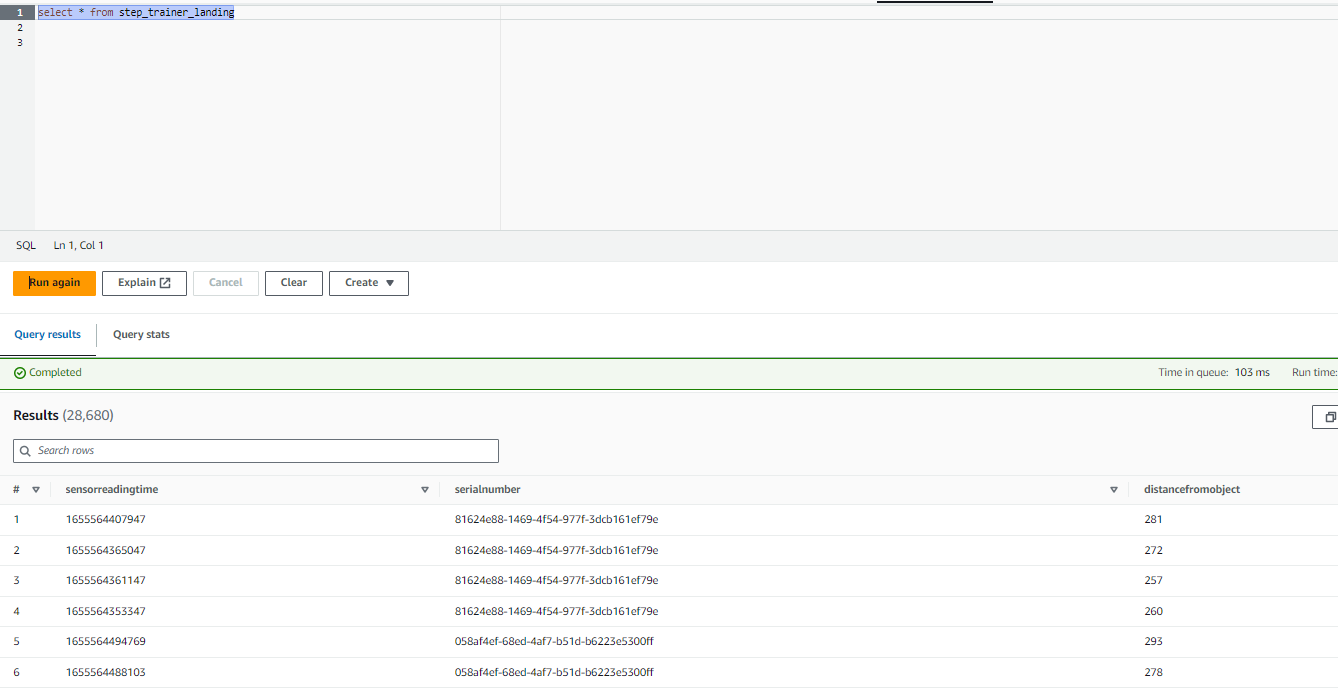 1 select * from step_trainer_landing
2
3
SQL Ln 1, Col 1
Run again Explain Cancel Clear Create
Query results Query stats
Completed Time in queue: 103 ms Run time:
Results (28,680)
Search rows
# sensorreadingtime serialnumber distancefromobject
1 1655564407947 81624e88-1469-4f54-977f-3dcb161ef79e 281
2 1655564365047 81624e88-1469-4f54-977f-3dcb161ef79e 272
3 1655564361147 81624e88-1469-4f54-977f-3dcb161ef79e 257
4 1655564353347 81624e88-1469-4f54-977f-3dcb161ef79e 260
5 1655564494769 058af4ef-68ed-4af7-b51d-b6223e5300ff 293
6 1655564488103 058af4ef-68ed-4af7-b51d-b6223e5300ff 278